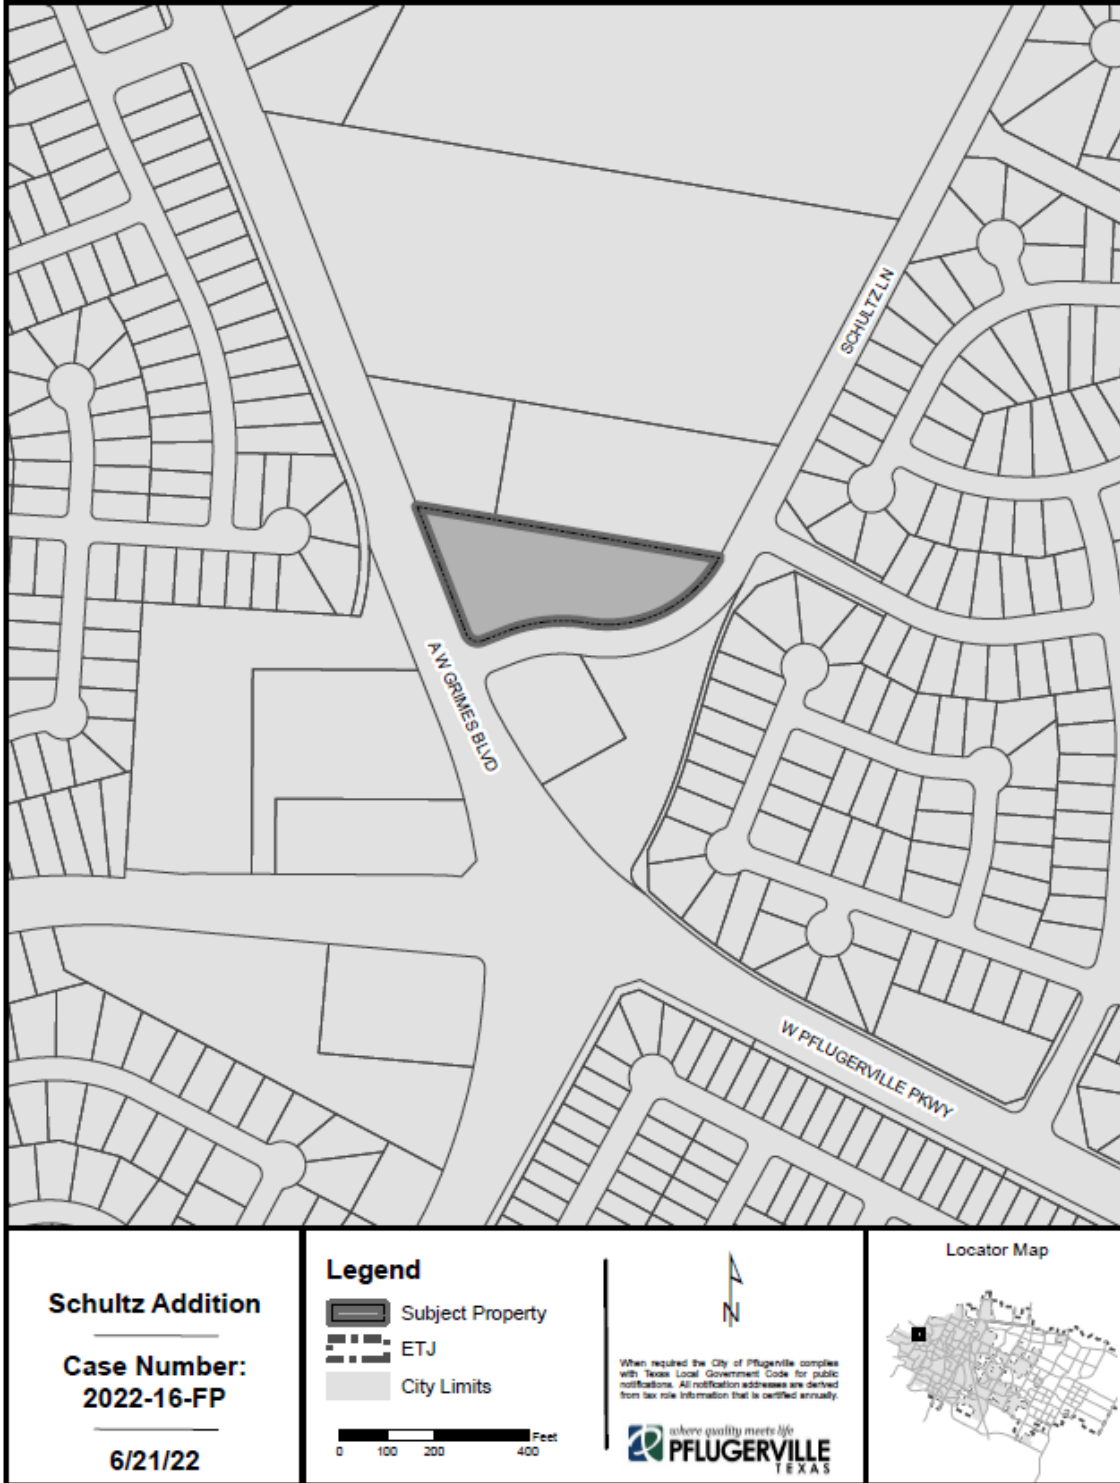 SCHULTZ LN
A W GRIMES BLVD
W PFLUGERVILLE PKWY
Schultz Addition
Case Number:
2022-16-FP
6/21/22
Legend
Subject Property
ETJ
City Limits
0 100 200 400 Feet
N
When required the City of Pflugerville complies
with Texas Local Government Code for public
notifications. All notification addresses are derived
from tax role information that is certified annually.
where quality meets life
PFLUGERVILLE
TEXAS
Locator Map